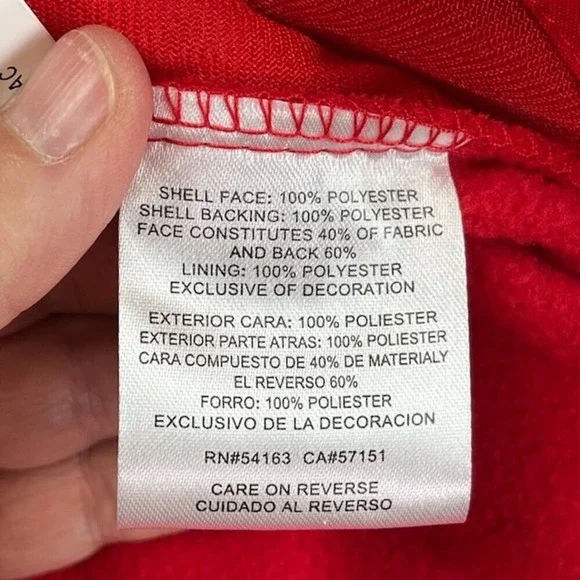 SHELL FACE: 100% POLYESTER
SHELL BACKING: 100% POLYESTER
FACE CONSTITUTES 40% OF FABRIC
AND BACK 60%
LINING: 100% POLYESTER
EXCLUSIVE OF DECORATION
EXTERIOR CARA: 100% POLIESTER
EXTERIOR PARTE ATRAS: 100% POLIESTER
CARA COMPUESTO DE 40% DE MATERIALY
EL REVERSO 60%
FORRO: 100% POLIESTER
EXCLUSIVO DE LA DECORACION
RN#54163 CA#57151
CARE ON REVERSE
CUIDADO AL REVERSO